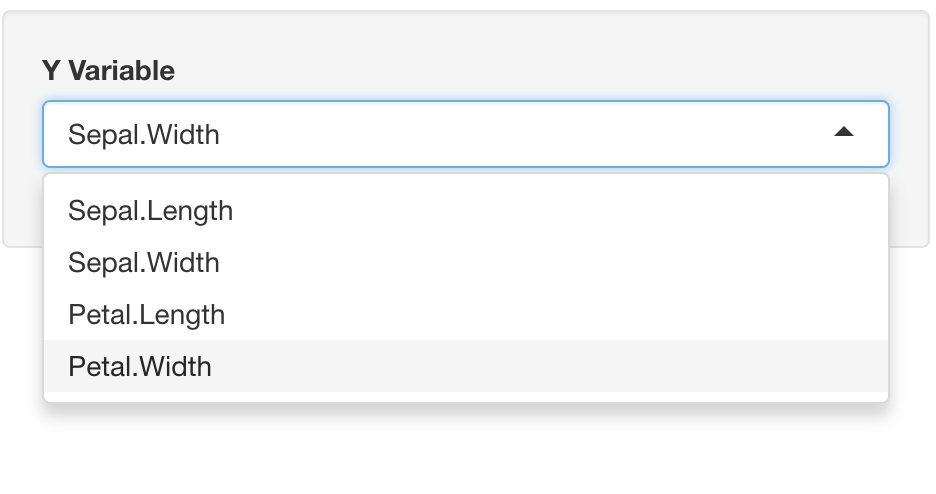 Y Variable
Sepal.Width
Sepal.Length
Sepal.Width
Petal.Length
Petal.Width